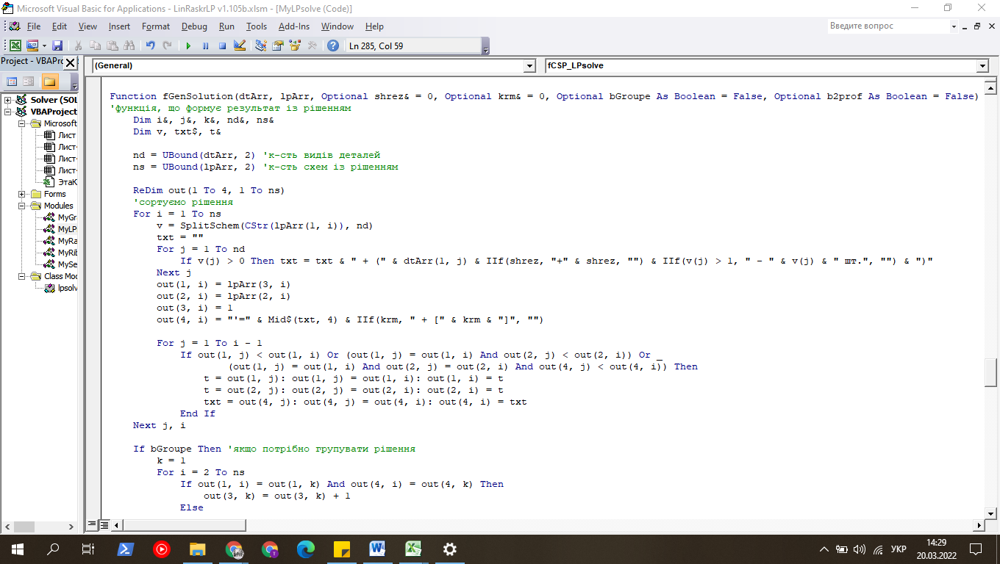 Microsoft Visual Basic for Applications - LinRaskrLP v1.105b.xlsm - [MyLPsolve (Code)]
File Edit View Insert Format Debug Run Tools Add-Ins Window Help
Введите вопрос
Ln 285, Col 59
Project - VBAPro
(General)
fCSP_LPsolve
Solver (SOL
VBAProject
Microsoft
Лист
Лист
Лист
Лист
ЭтаК
Forms
Modules
MyGr
MyLP
MyRa
MyRib
MySe
Class Mod
lpsolv
Function fGenSolution(dtArr, lpArr, Optional shrez& = 0, Optional krm& = 0, Optional bGroupe As Boolean = False, Optional b2prof As Boolean = False)
'функція, що формує результат із рішенням
Dim i&, j&, k&, nd&, ns&
Dim v, txt$, t&
nd = UBound(dtArr, 2) 'к-сть видів деталей
ns = UBound(lpArr, 2) 'к-сть схем із рішенням
ReDim out(1 To 4, 1 To ns)
'сортуємо рішення
For i = 1 To ns
v = SplitSchem(CStr(lpArr(1, i)), nd)
txt = ""
For j = 1 To nd
If v(j) > 0 Then txt = txt & " + (" & dtArr(1, j) & IIf(shrez, "+" & shrez, "") & IIf(v(j) > 1, " - " & v(j) & " шт.", "") & ")"
Next j
out(1, i) = lpArr(3, i)
out(2, i) = lpArr(2, i)
out(3, i) = 1
out(4, i) = "'=" & Mid$(txt, 4) & IIf(krm, " + [" & krm & "]", "")
For j = 1 To i - 1
If out(1, j) < out(1, i) Or (out(1, j) = out(1, i) And out(2, j) < out(2, i)) Or _
(out(1, j) = out(1, i) And out(2, j) = out(2, i) And out(4, j) < out(4, i)) Then
t = out(1, j): out(1, j) = out(1, i): out(1, i) = t
t = out(2, j): out(2, j) = out(2, i): out(2, i) = t
txt = out(4, j): out(4, j) = out(4, i): out(4, i) = txt
End If
Next j, i
If bGroupe Then 'якщо потрібно групувати рішення
k = 1
For i = 2 To ns
If out(1, i) = out(1, k) And out(4, i) = out(4, k) Then
out(3, k) = out(3, k) + 1
Else
УКР
14:29
20.03.2022